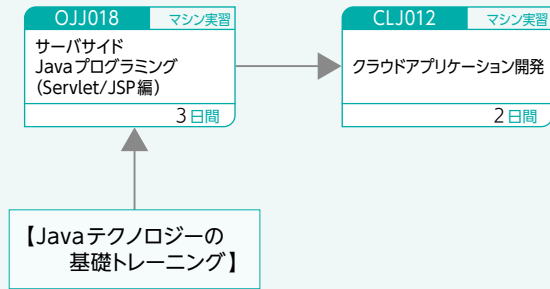 OJJ018 マシン実習
サーバサイド
Javaプログラミング
(Servlet/JSP編)
3日間
CLJ012 マシン実習
クラウドアプリケーション開発
2日間
【Javaテクノロジーの
基礎トレーニング】